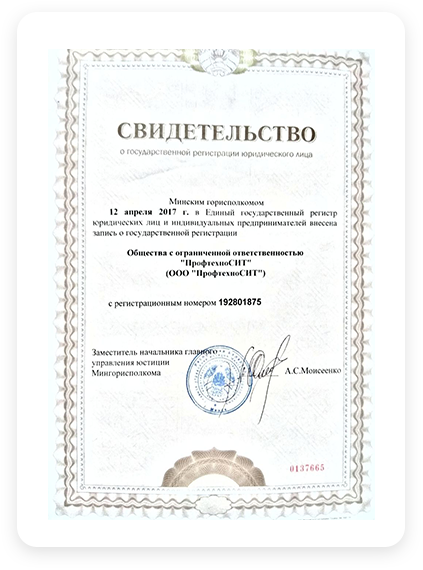 СВИДЕТЕЛЬСТВО
о государственной регистрации юридического лица
Минским горисполкомом
12 апреля 2017 г. в Единый государственный регистр
юридических лиц и индивидуальных предпринимателей внесена
запись о государственной регистрации
Общества с ограниченной ответственностью
"ПрофтехноСИТ"
(ООО "ПрофтехноСИТ")
с регистрационным номером 192801875
Заместитель начальника главного
управления юстиции
Мингорисполкома
А.С.Моисеенко
0137665